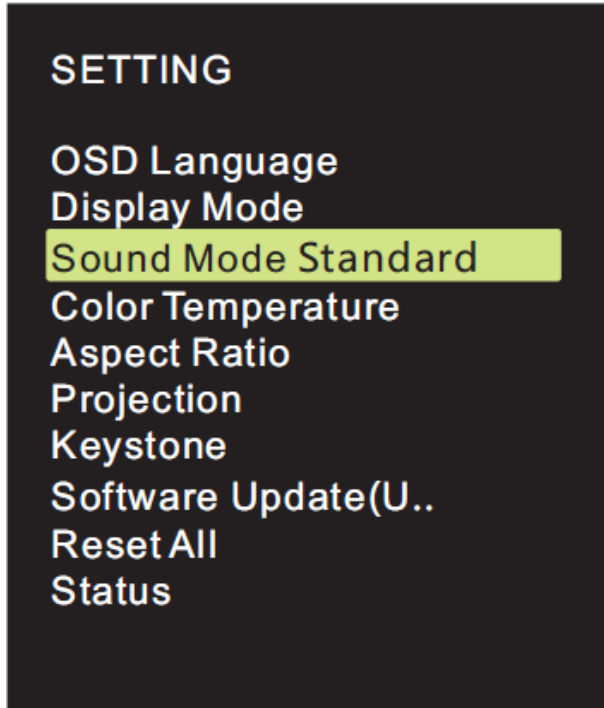 SETTING
OSD Language
Display Mode
Sound Mode Standard
Color Temperature
Aspect Ratio
Projection
Keystone
Software Update(U..
Reset All
Status